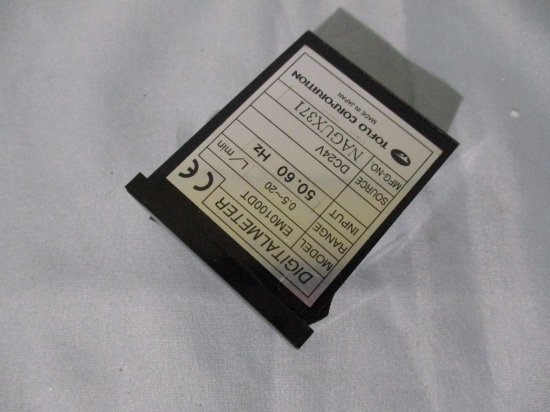 DIGITALMETER
MODEL EM0100DT
RANGE 0.5-20 L/min
INPUT 50, 60 Hz
SOURCE DC24V
MFG-NO. NAGUX371
TOFLO CORPORATION
MADE IN JAPAN
CE